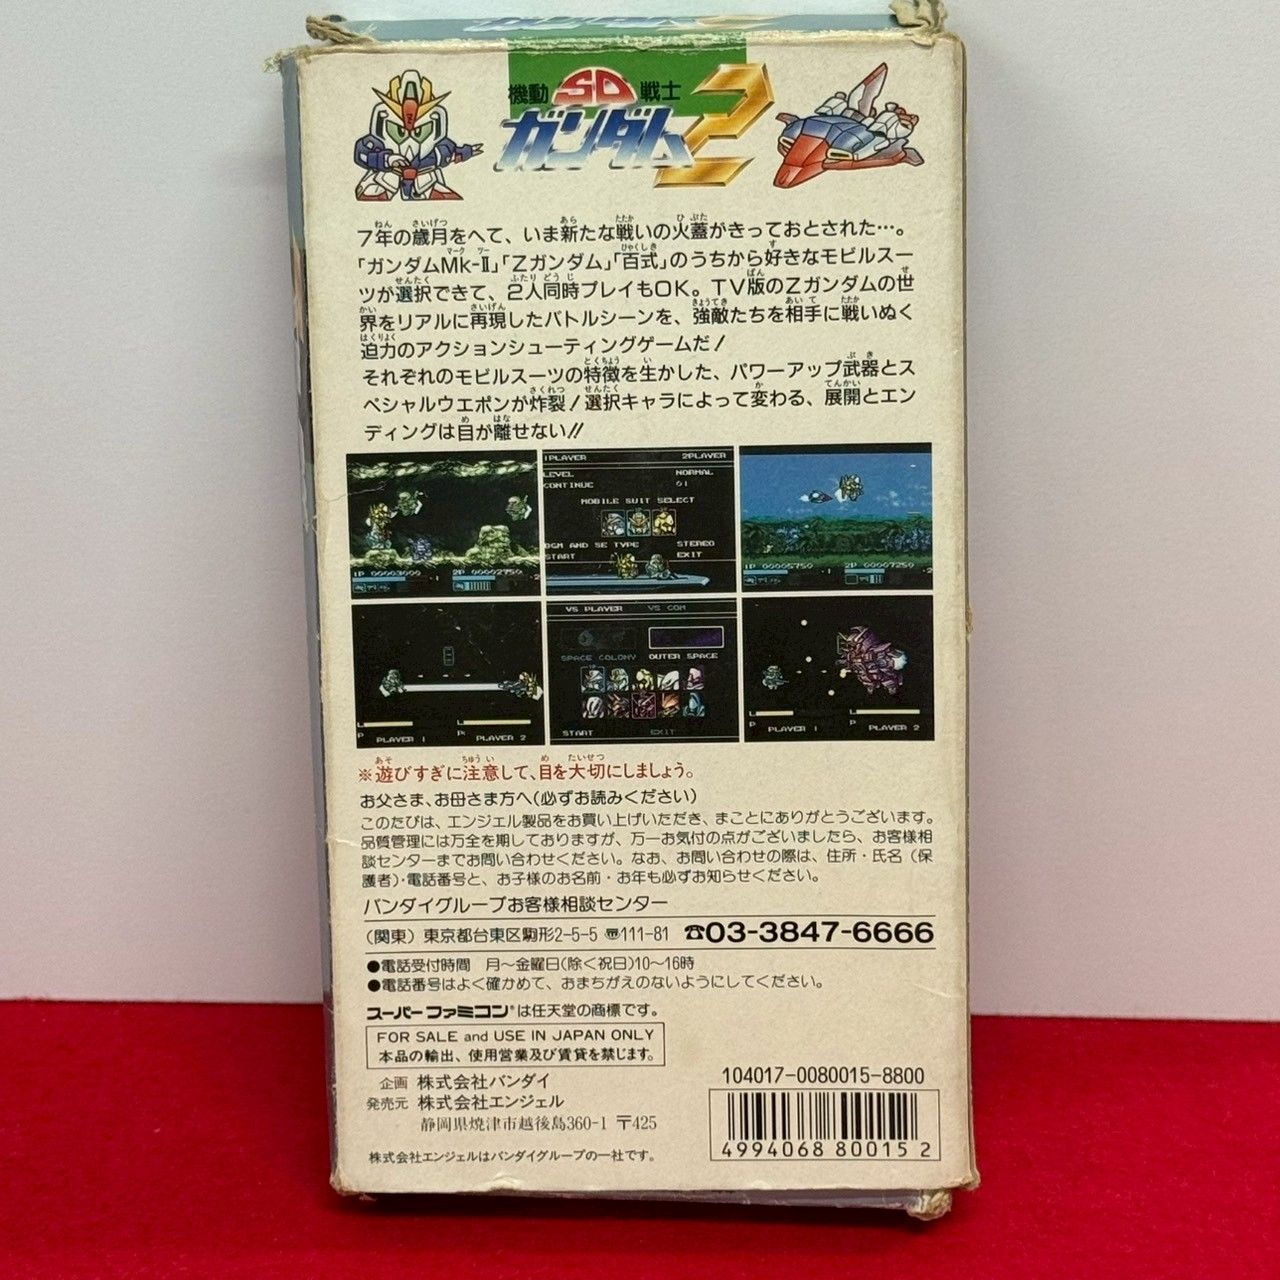 機動SD戦士
ガンダム2
7年の歳月をへて、いま新たな戦いの火蓋がきっておとされた…。
「ガンダムMk-Ⅱ」「Zガンダム」「百式」のうちから好きなモビルスー
ツが選択できて、2人同時プレイもOK。TV版のZガンダムの世
界をリアルに再現したバトルシーンを、強敵たちを相手に戦いぬく
迫力のアクションシューティングゲームだ!
それぞれのモビルスーツの特徴を生かした、パワーアップ武器とス
ペシャルウエポンが炸裂!選択キャラによって変わる、展開とエン
ディングは目が離せない!!
1P 00003000 2P 00002750
1PLAYER 2PLAYER
LEVEL NORMAL
CONTINUE 01
MOBILE SUIT SELECT
BGM AND SE TYPE STEREO
START EXIT
1P 00005750 2P 00007250
PLAYER 1 PLAYER 2
VS PLAYER VS COM
SPACE COLONY OUTER SPACE
START EXIT
PLAYER 1 PLAYER 2
※遊びすぎに注意して、目を大切にしましょう。
お父さま、お母さま方へ(必ずお読みください)
このたびは、エンジェル製品をお買い上げいただき、まことにありがとうございます。
品質管理には万全を期しておりますが、万一お気付の点がございましたら、お客様相
談センターまでお問い合わせください。なお、お問い合わせの際は、住所・氏名(保
護者)・電話番号と、お子様のお名前・お年も必ずお知らせください。
バンダイグループお客様相談センター
(関東) 東京都台東区駒形2-5-5 〠111-81 ☎03-3847-6666
●電話受付時間 月〜金曜日(除く祝日)10〜16時
●電話番号はよく確かめて、おまちがえのないようにしてください。
スーパーファミコン®は任天堂の商標です。
FOR SALE and USE IN JAPAN ONLY
本品の輸出、使用営業及び賃貸を禁じます。
企画 株式会社バンダイ
発売元 株式会社エンジェル
静岡県焼津市越後島360-1 〒425
株式会社エンジェルはバンダイグループの一社です。
104017-0080015-8800
4994068 80015 2